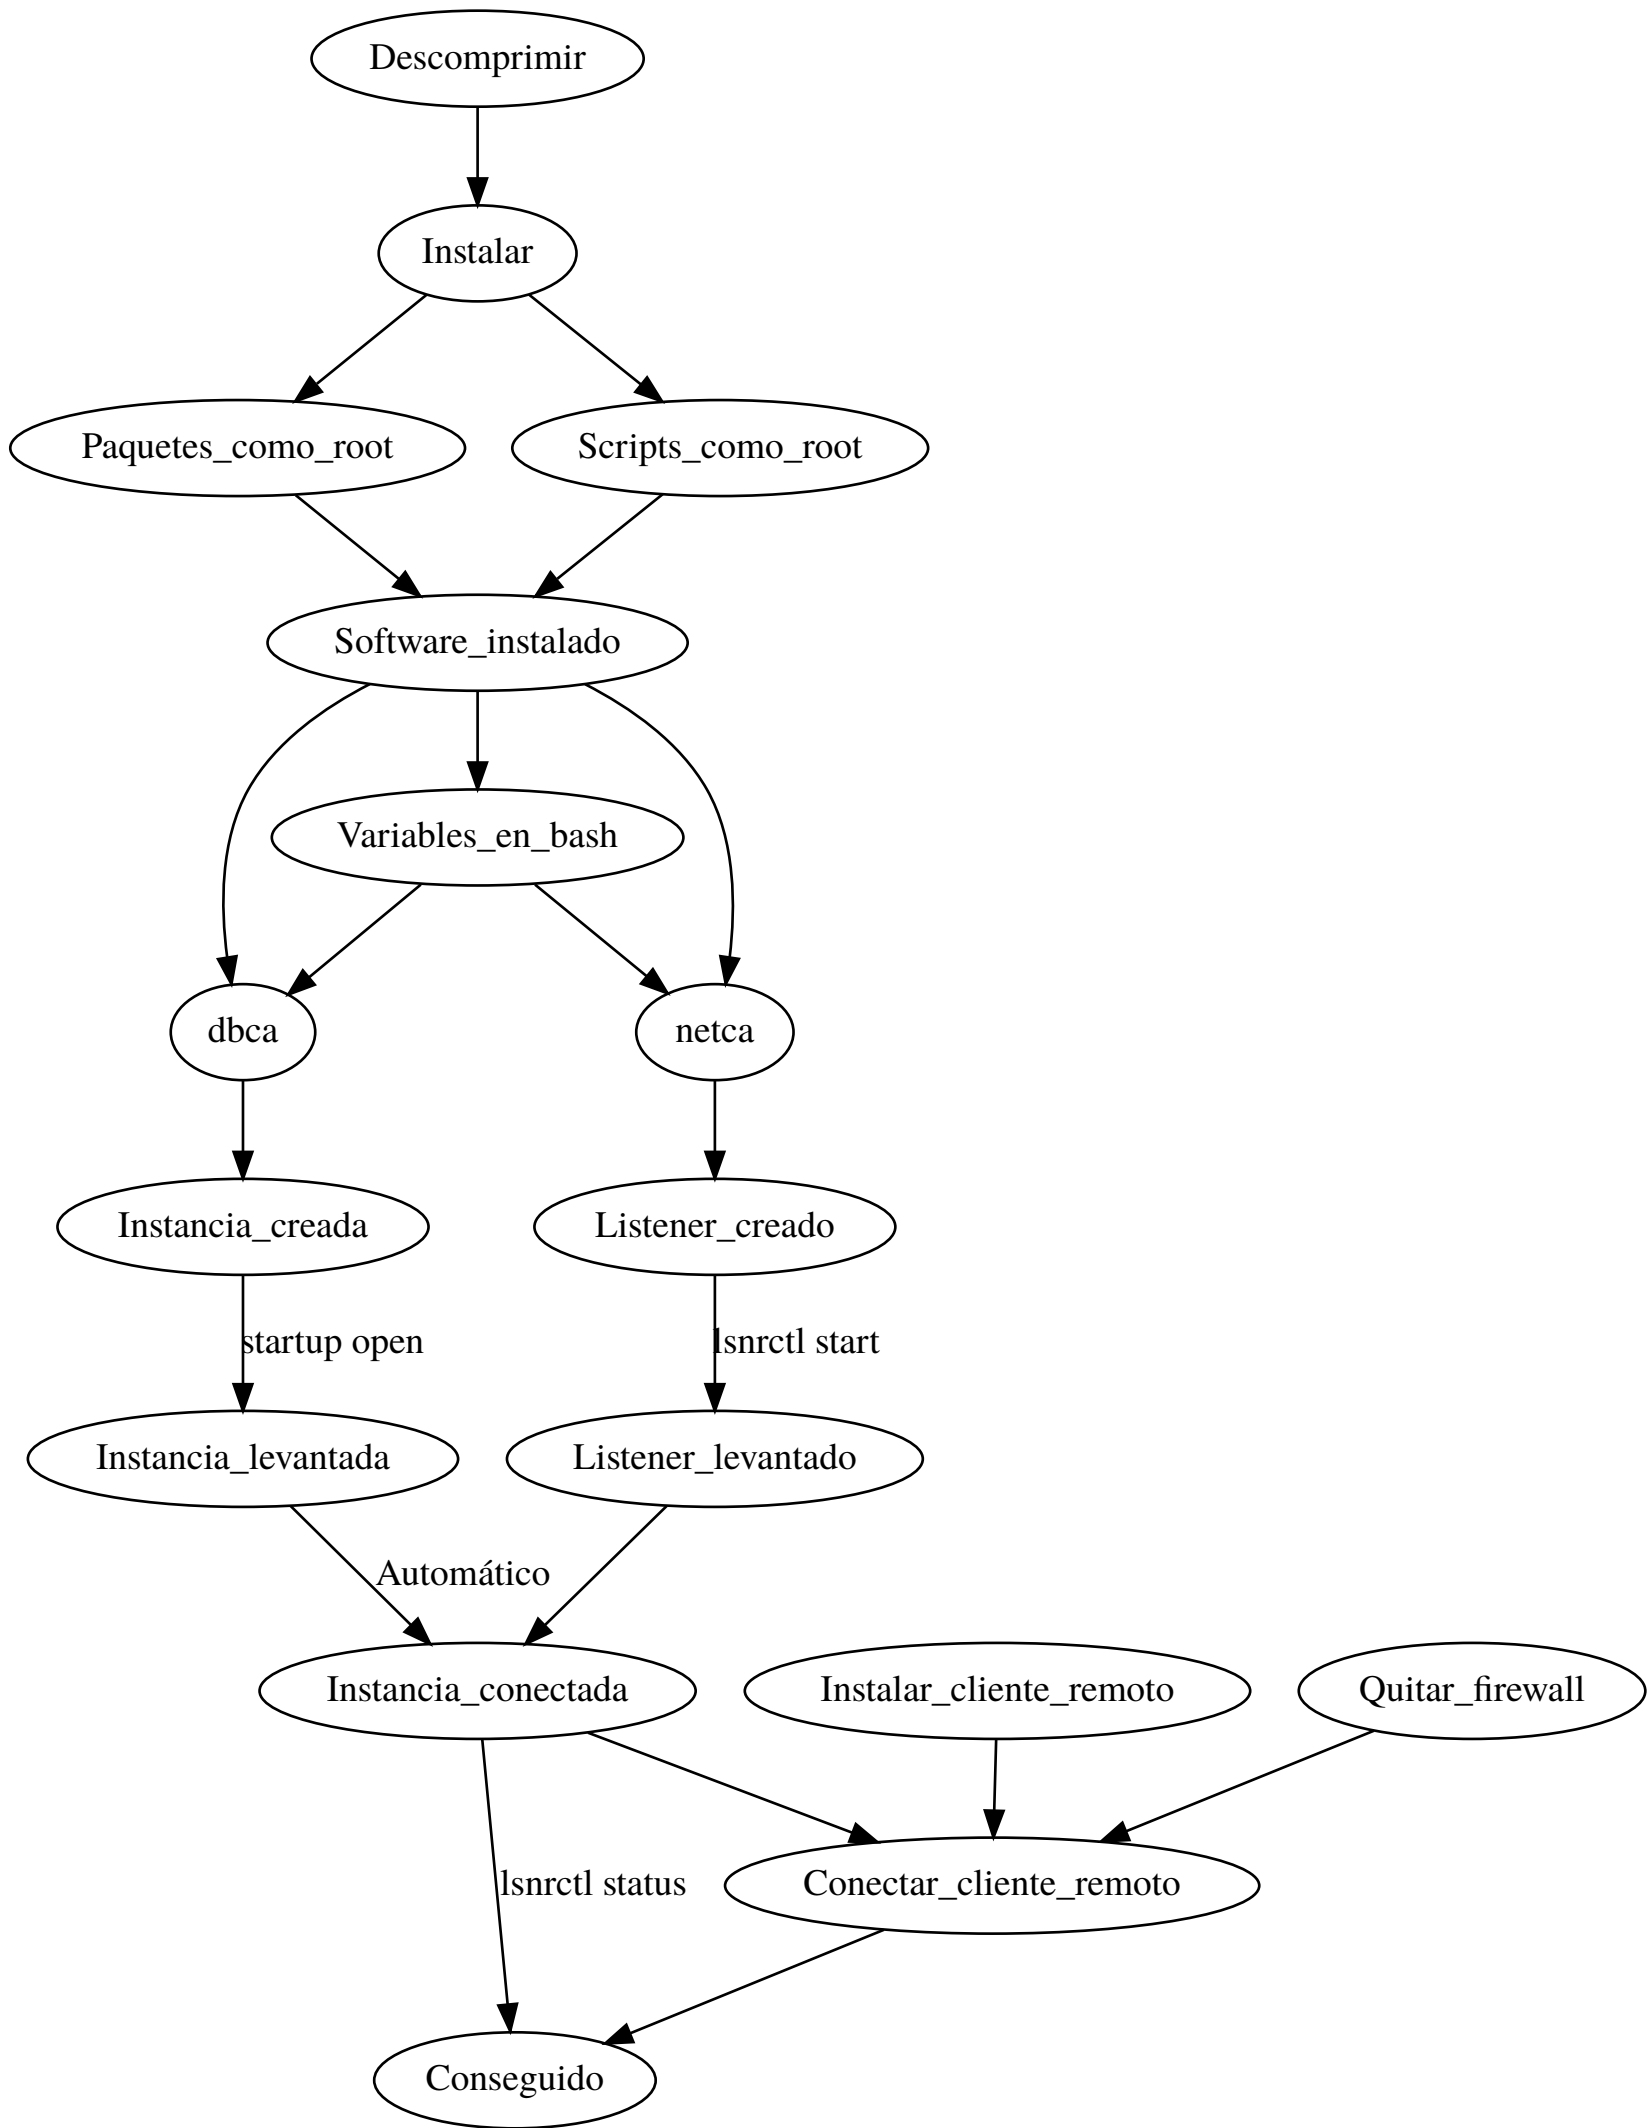 Descomprimir
Instalar
Paquetes_como_root
Scripts_como_root
Software_instalado
Variables_en_bash
dbca
netca
Instancia_creada
Listener_creado
startup open
lsnrctl start
Instancia_levantada
Listener_levantado
Automático
Instancia_conectada
Instalar_cliente_remoto
Quitar_firewall
lsnrctl status
Conectar_cliente_remoto
Conseguido